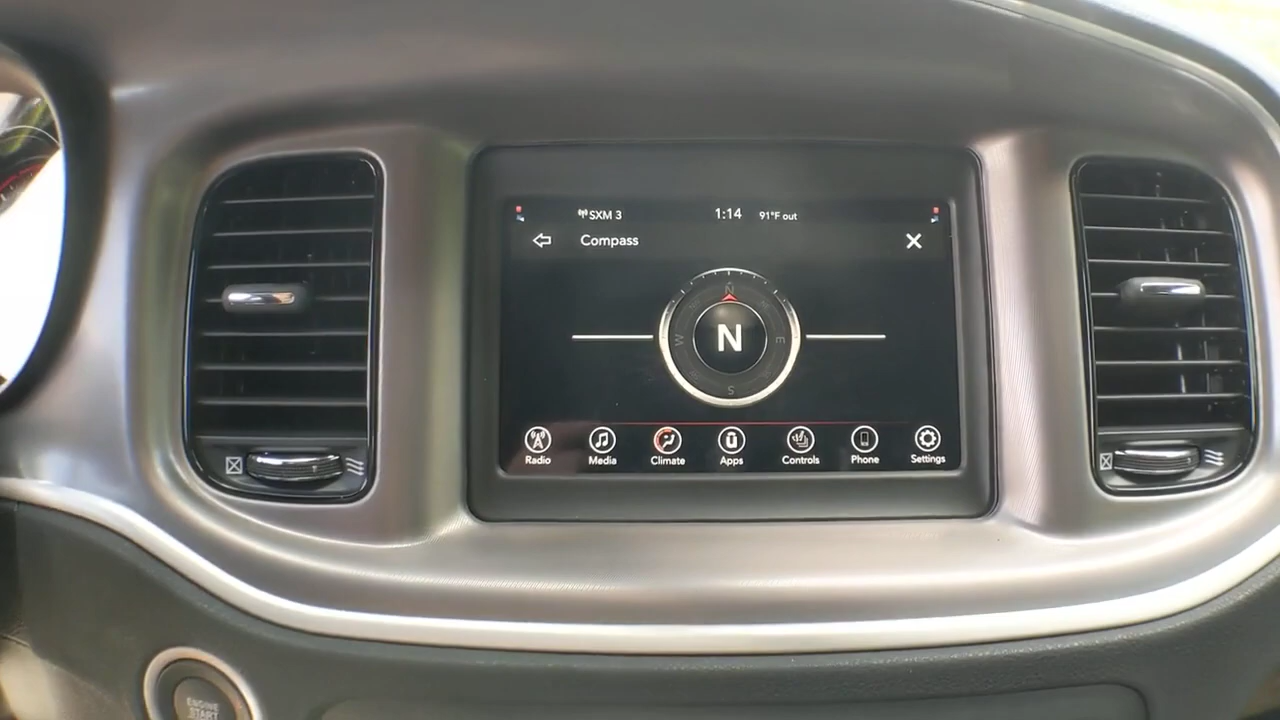 SXM 3 1:14 91°F out
Compass
N
W N E
S
Radio Media Climate Apps Controls Phone Settings
ENGINE
START